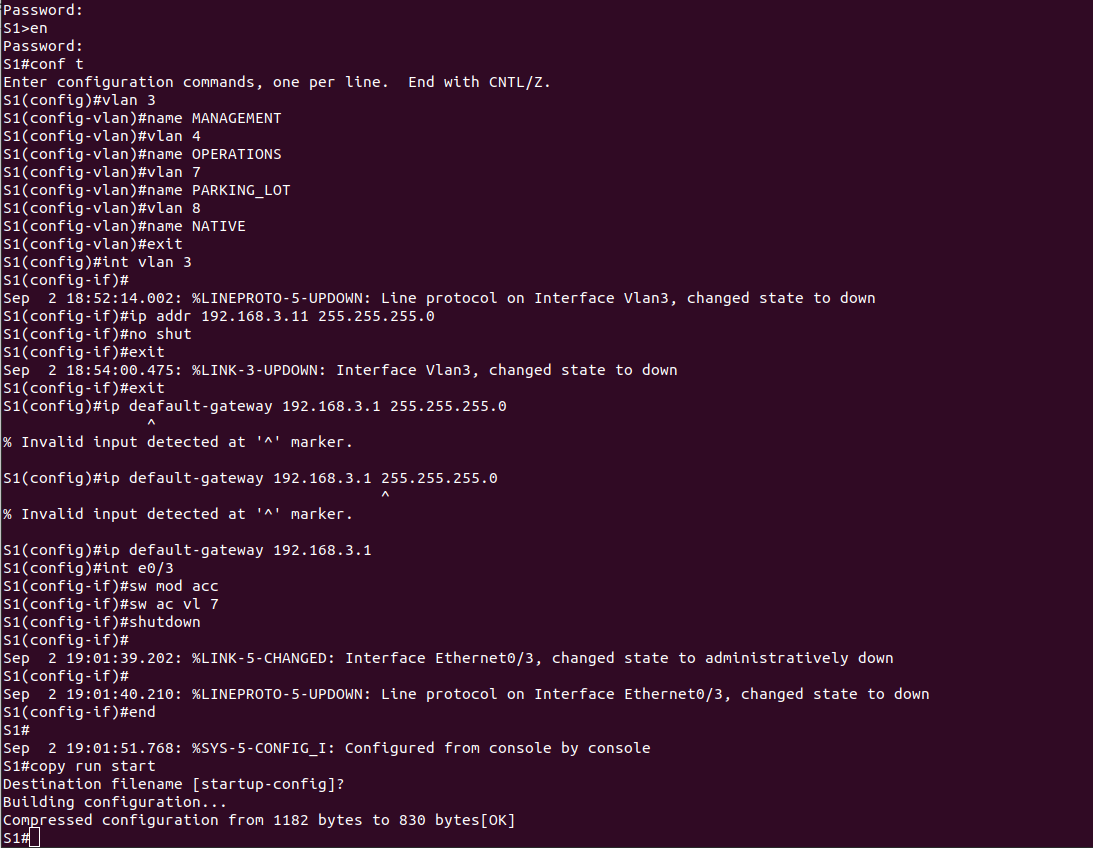 Password:
S1>en
Password:
S1#conf t
Enter configuration commands, one per line.  End with CNTL/Z.
S1(config)#vlan 3
S1(config-vlan)#name MANAGEMENT
S1(config-vlan)#vlan 4
S1(config-vlan)#name OPERATIONS
S1(config-vlan)#vlan 7
S1(config-vlan)#name PARKING_LOT
S1(config-vlan)#vlan 8
S1(config-vlan)#name NATIVE
S1(config-vlan)#exit
S1(config)#int vlan 3
S1(config-if)#
Sep  2 18:52:14.002: %LINEPROTO-5-UPDOWN: Line protocol on Interface Vlan3, changed state to down
S1(config-if)#ip addr 192.168.3.11 255.255.255.0
S1(config-if)#no shut
S1(config-if)#exit
Sep  2 18:54:00.475: %LINK-3-UPDOWN: Interface Vlan3, changed state to down
S1(config-if)#exit
S1(config)#ip deafault-gateway 192.168.3.1 255.255.255.0
                ^
% Invalid input detected at '^' marker.

S1(config)#ip default-gateway 192.168.3.1 255.255.255.0
                                          ^
% Invalid input detected at '^' marker.

S1(config)#ip default-gateway 192.168.3.1
S1(config)#int e0/3
S1(config-if)#sw mod acc
S1(config-if)#sw ac vl 7
S1(config-if)#shutdown
S1(config-if)#
Sep  2 19:01:39.202: %LINK-5-CHANGED: Interface Ethernet0/3, changed state to administratively down
S1(config-if)#
Sep  2 19:01:40.210: %LINEPROTO-5-UPDOWN: Line protocol on Interface Ethernet0/3, changed state to down
S1(config-if)#end
S1#
Sep  2 19:01:51.768: %SYS-5-CONFIG_I: Configured from console by console
S1#copy run start
Destination filename [startup-config]?
Building configuration...
Compressed configuration from 1182 bytes to 830 bytes[OK]
S1#